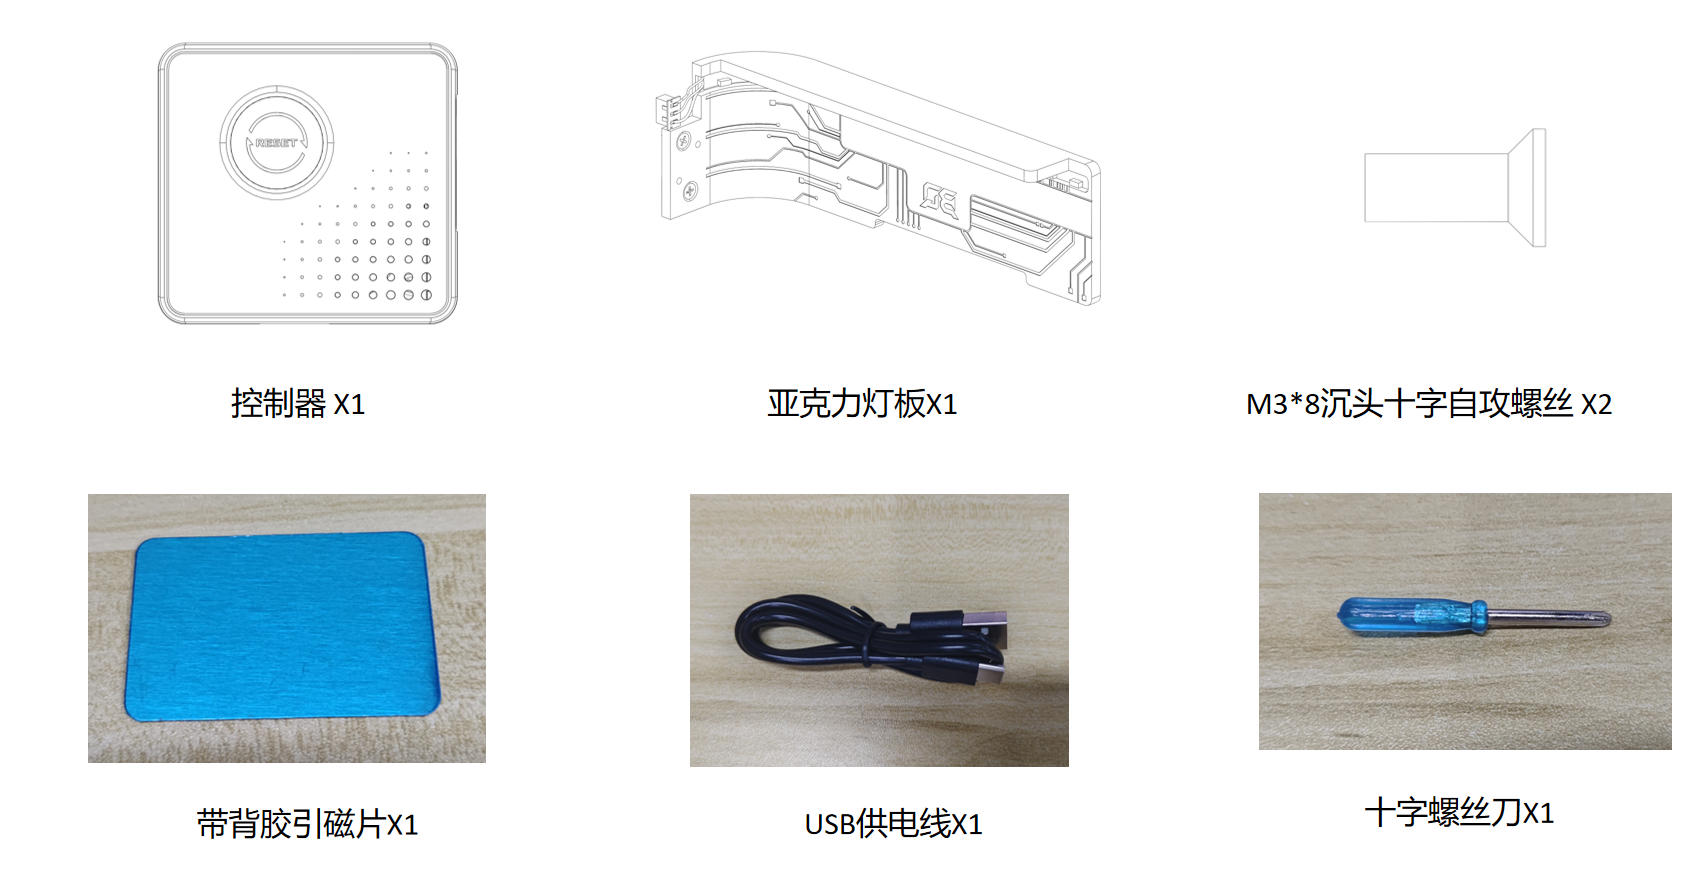 RESET
控制器 X1
亚克力灯板X1
M3*8沉头十字自攻螺丝 X2
带背胶引磁片X1
USB供电线X1
十字螺丝刀X1